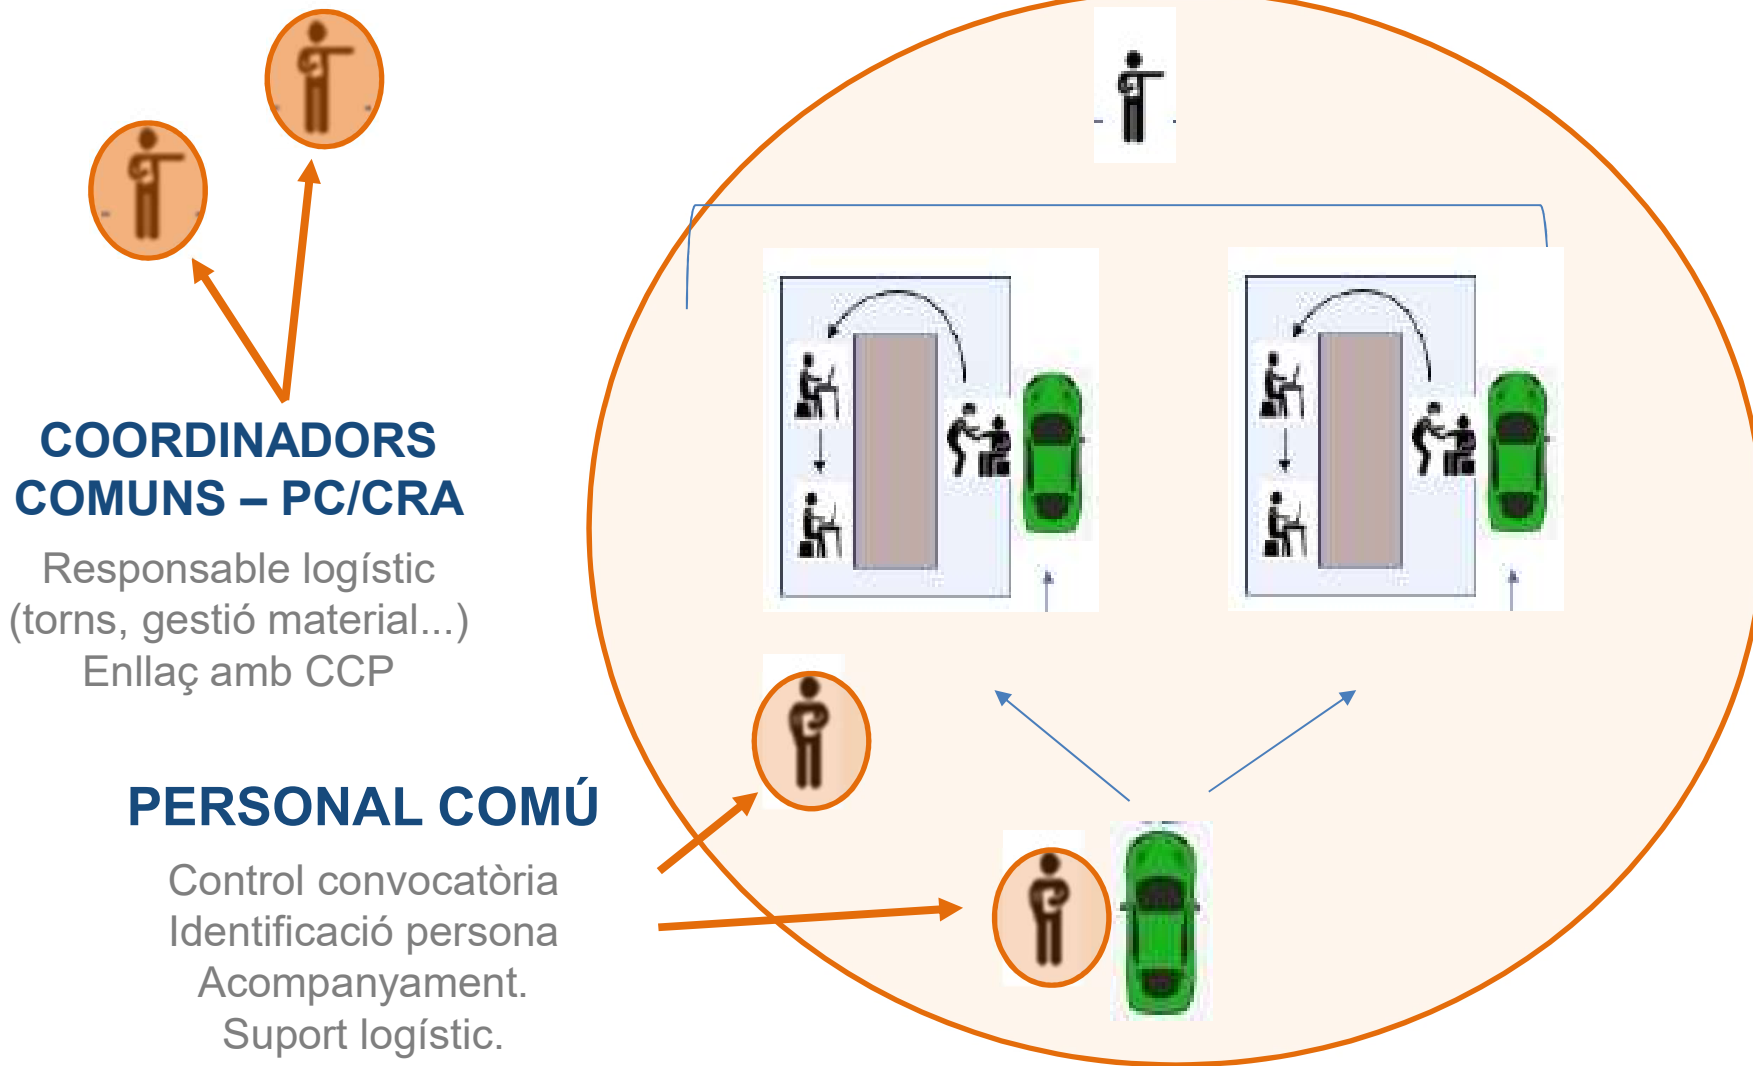 COORDINADORS
COMUNS – PC/CRA
Responsable logístic
(torns, gestió material...)
Enllaç amb CCP
PERSONAL COMÚ
Control convocatòria
Identificació persona
Acompanyament.
Suport logístic.